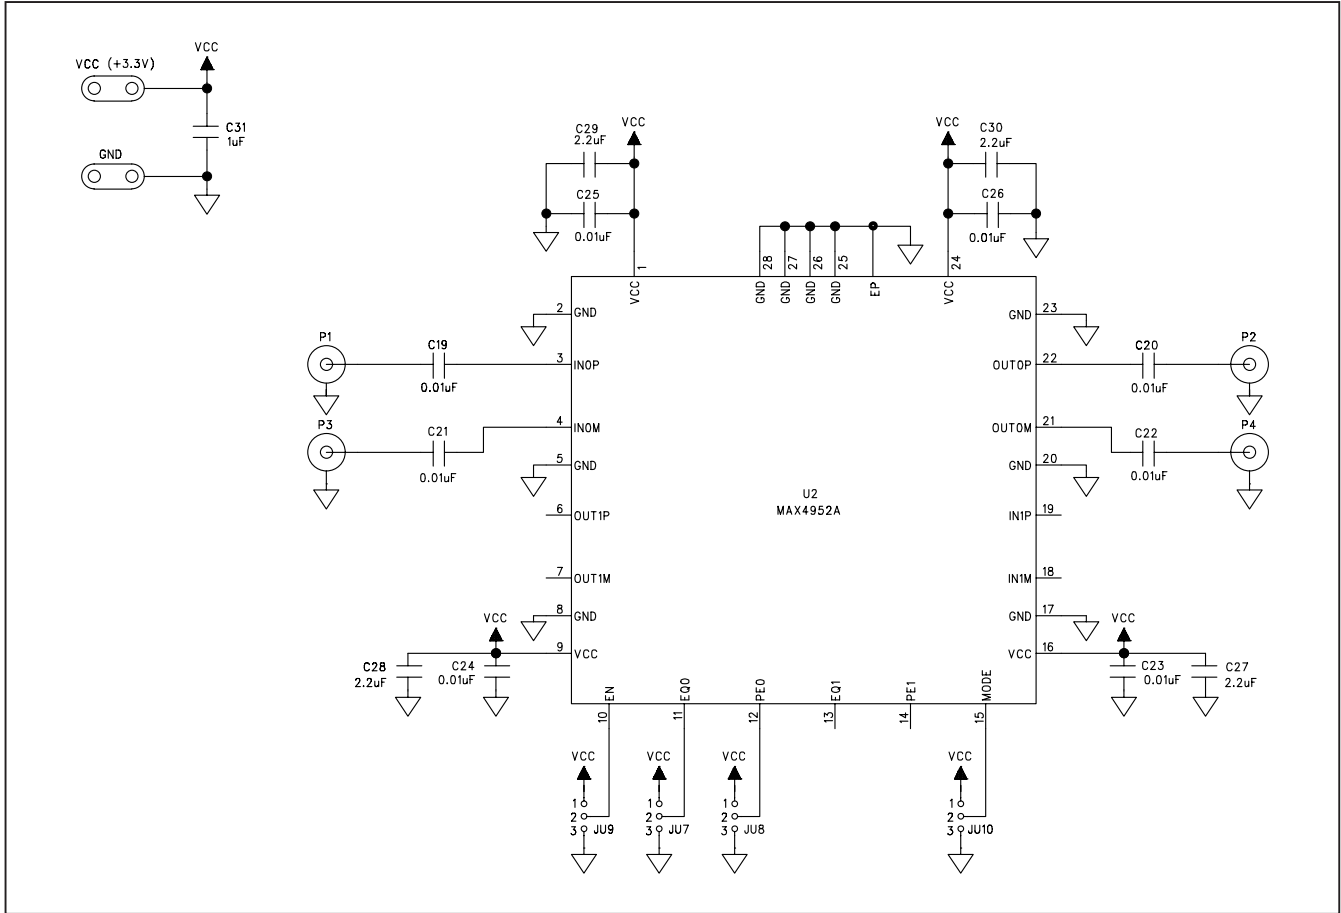 VCC
VCC (+3.3V)
C31
1uF
GND
C29
2.2uF
VCC
C25
0.01uF
VCC
C30
2.2uF
C26
0.01uF
1
28
27
26
25
24
VCC
GND
GND
GND
GND
EP
VCC
2
GND
GND
23
P1
C19
0.01uF
3
IN0P
OUT0P
22
C20
0.01uF
P2
P3
C21
0.01uF
4
IN0M
OUT0M
21
C22
0.01uF
P4
5
GND
GND
20
U2
MAX4952A
6
OUT1P
IN1P
19
7
OUT1M
IN1M
18
8
GND
GND
17
VCC
9
VCC
C28
2.2uF
C24
0.01uF
VCC
16
VCC
C23
0.01uF
C27
2.2uF
EN
EQ0
PE0
EQ1
PE1
MODE
10
11
12
13
14
15
VCC
VCC
VCC
VCC
1
2
3
JU9
1
2
3
JU7
1
2
3
JU8
1
2
3
JU10